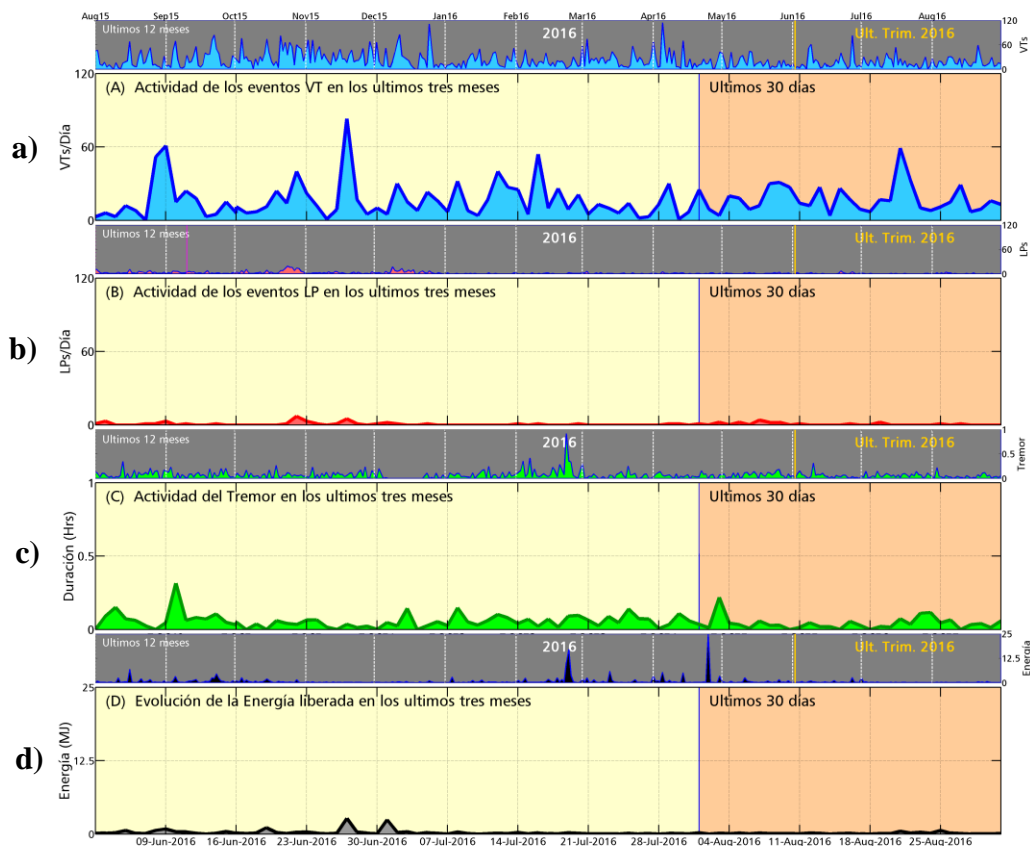 Aug15 Sep15 Oct15 Nov15 Dec15 Jan16 Feb16 Mar16 Apr16 May16 Jun16 Jul16 Aug16
Ultimos 12 meses 2016 Ult. Trim. 2016
120
60
0
VTs
a)
(A) Actividad de los eventos VT en los ultimos tres meses
Ultimos 30 dias
120
60
0
VTs/Día
Ultimos 12 meses 2016 Ult. Trim. 2016
120
60
0
LPs
b)
(B) Actividad de los eventos LP en los ultimos tres meses
Ultimos 30 dias
120
60
0
LPs/Día
Ultimos 12 meses 2016 Ult. Trim. 2016
1
0.5
0
Tremor
c)
(C) Actividad del Tremor en los ultimos tres meses
Ultimos 30 dias
1
0.5
0
Duración (Hrs)
Ultimos 12 meses 2016 Ult. Trim. 2016
25
12.5
0
Energía
d)
(D) Evolución de la Energía liberada en los ultimos tres meses
Ultimos 30 dias
25
12.5
0
Energía (MJ)
09-Jun-2016 16-Jun-2016 23-Jun-2016 30-Jun-2016 07-Jul-2016 14-Jul-2016 21-Jul-2016 28-Jul-2016 04-Aug-2016 11-Aug-2016 18-Aug-2016 25-Aug-2016